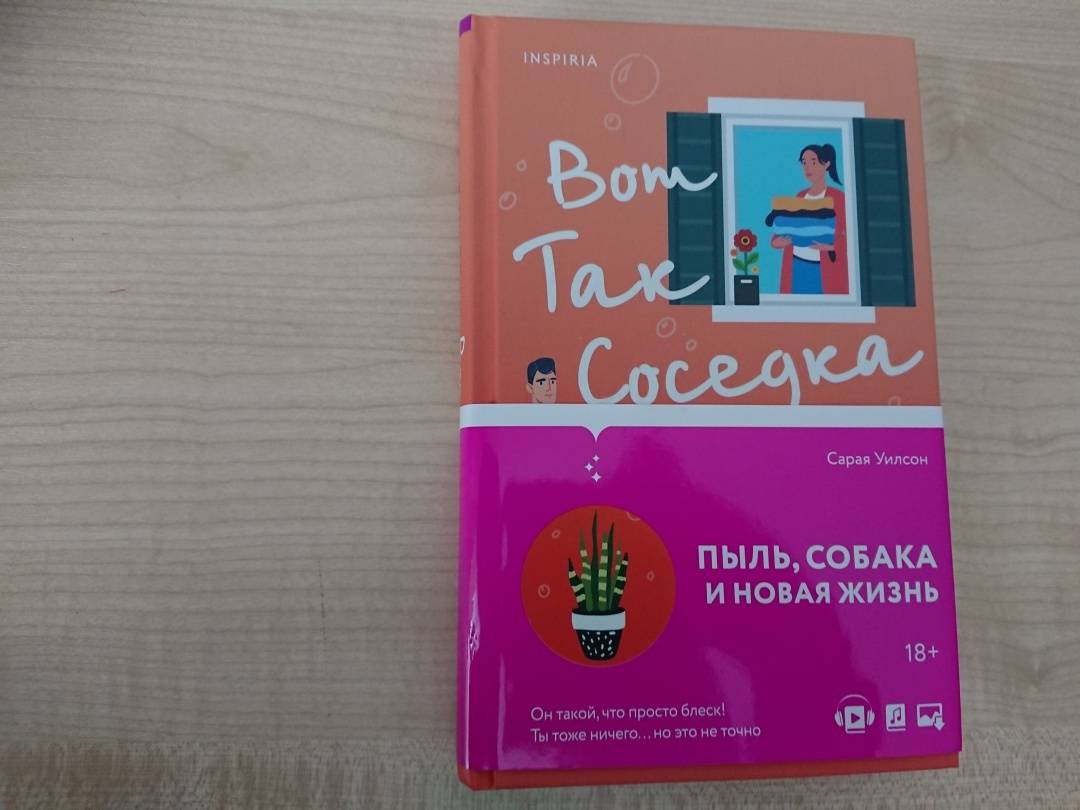 INSPIRIA
Вот
Так
Соседка
Сарая Уилсон
ПЫЛЬ, СОБАКА
И НОВАЯ ЖИЗНЬ
18+
Он такой, что просто блеск!
Ты тоже ничего... но это не точно